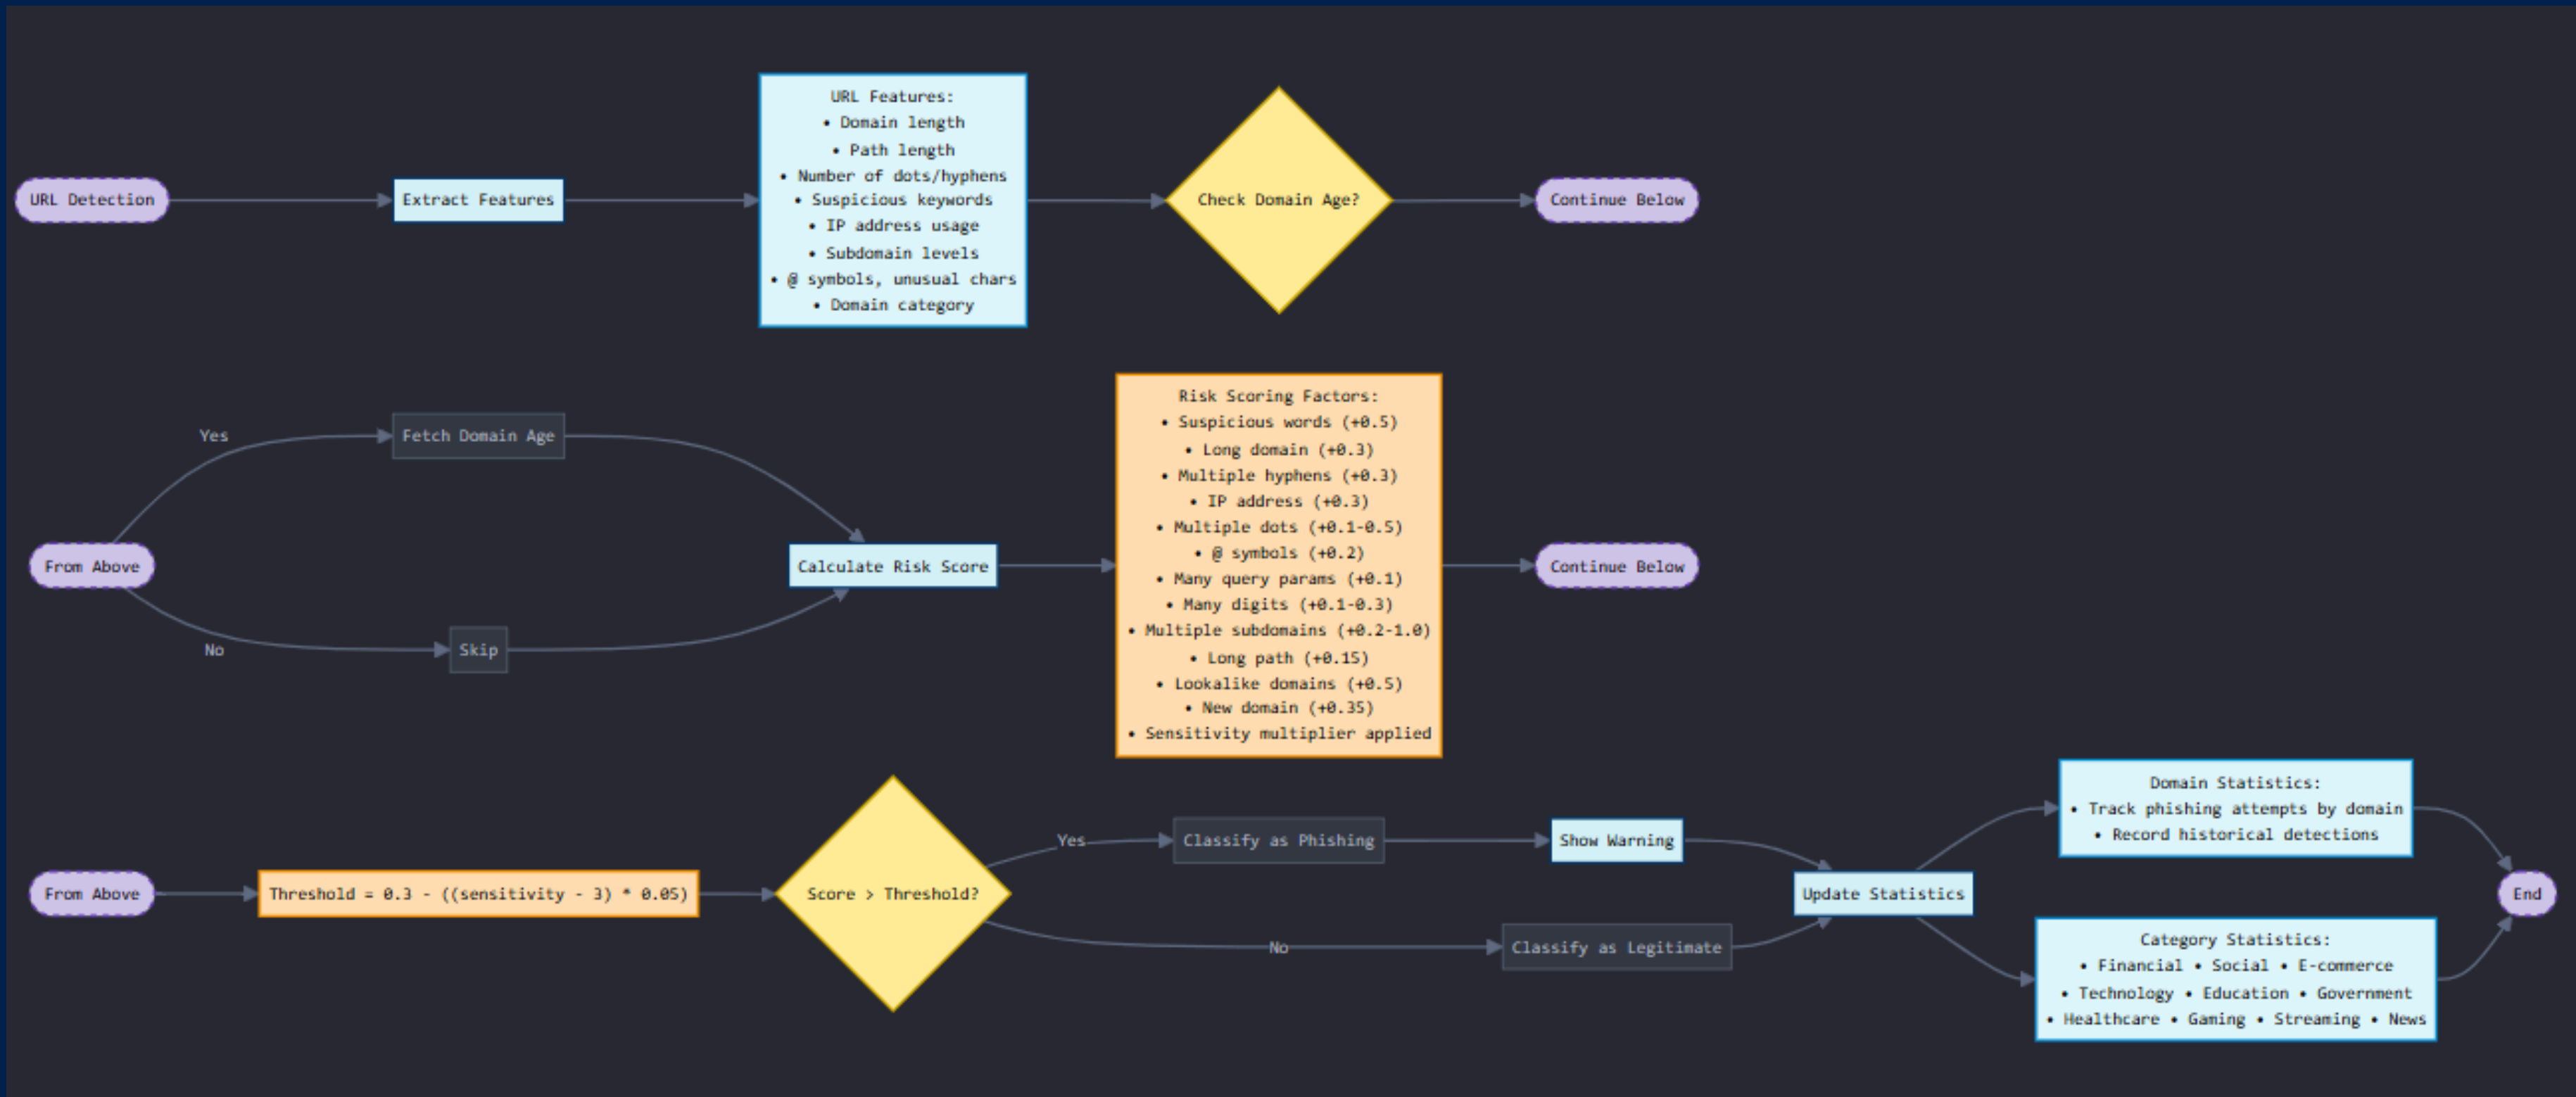 URL Detection
Extract Features
URL Features:
• Domain length
• Path length
• Number of dots/hyphens
• Suspicious keywords
• IP address usage
• Subdomain levels
• @ symbols, unusual chars
• Domain category
Check Domain Age?
Continue Below
From Above
Yes
Fetch Domain Age
No
Skip
Calculate Risk Score
Risk Scoring Factors:
• Suspicious words (+0.5)
• Long domain (+0.3)
• Multiple hyphens (+0.3)
• IP address (+0.3)
• Multiple dots (+0.1-0.5)
• @ symbols (+0.2)
• Many query params (+0.1)
• Many digits (+0.1-0.3)
• Multiple subdomains (+0.2-1.0)
• Long path (+0.15)
• Lookalike domains (+0.5)
• New domain (+0.35)
• Sensitivity multiplier applied
Continue Below
From Above
Threshold = 0.3 - ((sensitivity - 3) * 0.05)
Score > Threshold?
Yes
Classify as Phishing
Show Warning
No
Classify as Legitimate
Update Statistics
Domain Statistics:
• Track phishing attempts by domain
• Record historical detections
Category Statistics:
• Financial • Social • E-commerce
• Technology • Education • Government
• Healthcare • Gaming • Streaming • News
End